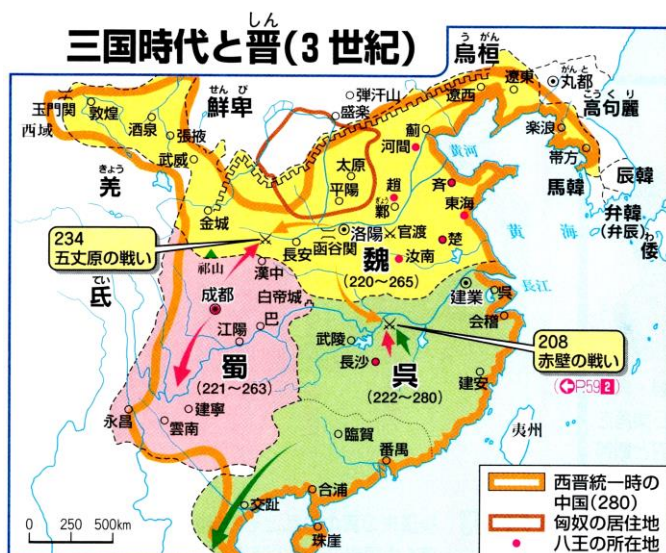 三国時代と晋(3世紀)
しん
烏桓
うがん
鮮卑
せんぴ
高句麗
こうくり
丸都
がんと
弾汗山
盛楽
遼西
遼東
楽浪
帯方
馬韓
辰韓
弁韓
(弁辰)
倭
わ
玉門関
西域
敦煌
酒泉
張掖
武威
羌
きょう
金城
太原
平陽
薊
河間
黄河
趙
鄴
ぎょう
斉
東海
黄海
234
五丈原の戦い
氐
てい
祁山
長安
函谷関
洛陽
官渡
楚
汝南
魏
(220〜265)
漢中
白帝城
成都
巴
江陽
蜀
(221〜263)
建業
呉
長江
会稽
武陵
長沙
208
赤壁の戦い
(P.59 2)
呉
(222〜280)
建安
永昌
建寧
雲南
臨賀
番禺
夷州
交趾
合浦
珠崖
0 250 500km
西晋統一時の
中国(280)
匈奴の居住地
八王の所在地